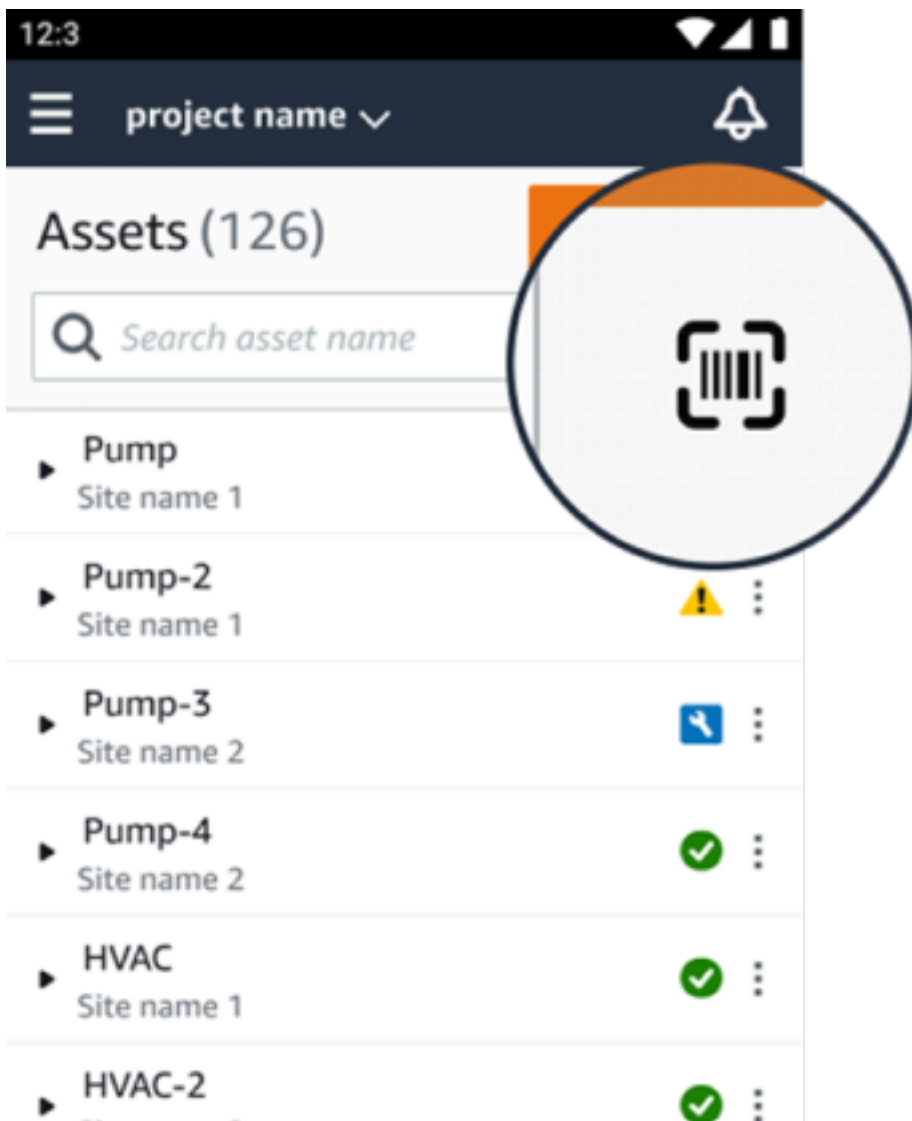 12:3
project name
Assets (126)
Search asset name
Pump
Site name 1
Pump-2
Site name 1
Pump-3
Site name 2
Pump-4
Site name 2
HVAC
Site name 1
HVAC-2